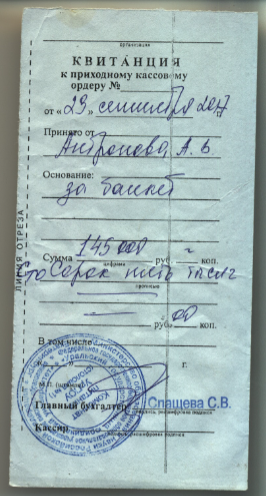 организация
КВИТАНЦИЯ
к приходному кассовому
ордеру №
от «29» сентября 2017
Принято от
Андронова, А. В
Основание:
за банкет
Сумма 145 000 руб. = коп.
цифрами
Сто Сорок пять тысяч
прописью
руб. 00 коп.
В том числе
г.
М.П. (штампа)
Главный бухгалтер Спащева С.В.
подпись, расшифровка подписи
Кассир
подпись, расшифровка подписи
ЛИНИЯ ОТРЕЗА